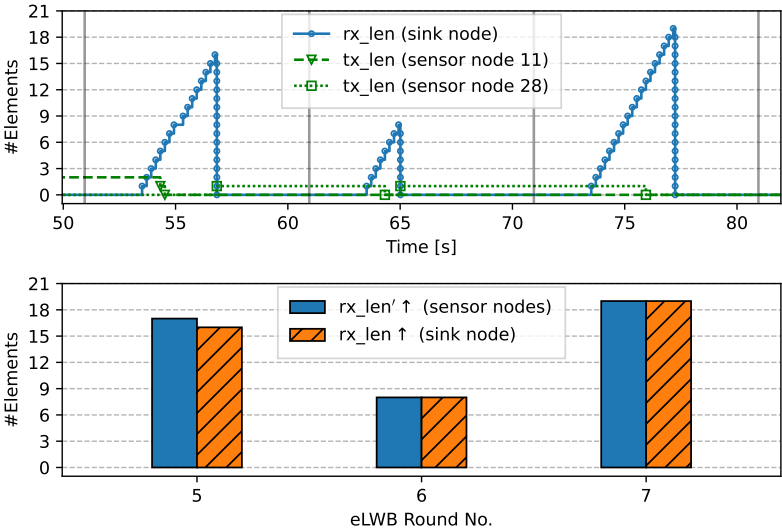 21
18
15
12
9
6
3
0
#Elements
rx_len (sink node)
tx_len (sensor node 11)
tx_len (sensor node 28)
50 55 60 65 70 75 80
Time [s]
21
18
15
12
9
6
3
0
#Elements
rx_len′ ↑ (sensor nodes)
rx_len ↑ (sink node)
5 6 7
eLWB Round No.